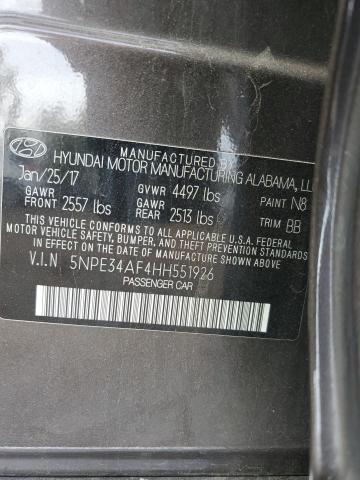 MANUFACTURED BY
HYUNDAI MOTOR MANUFACTURING ALABAMA, LL
Jan/25/17 GVWR 4497 lbs PAINT N8
GAWR FRONT 2557 lbs GAWR REAR 2513 lbs TRIM BB
THIS VEHICLE CONFORMS TO ALL APPLICABLE U.S.A.FEDERAL
MOTOR VEHICLE SAFETY, BUMPER, AND THEFT PREVENTION
STANDARDS IN EFFECT ON THE DATE OF MANUFACTURE SHOWN ABOVE.
V.I.N 5NPE34AF4HH551926
PASSENGER CAR